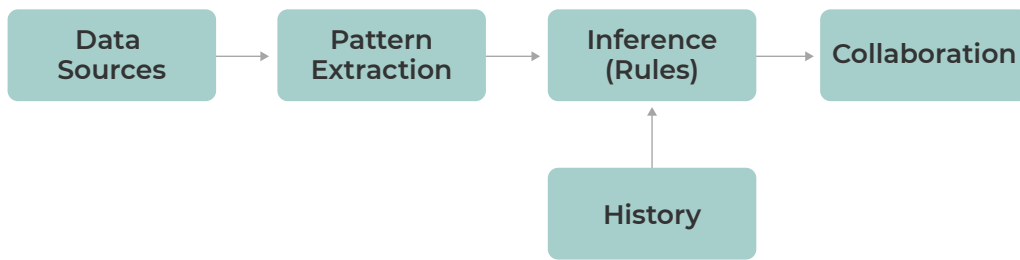 Data
Sources
Pattern
Extraction
Inference
(Rules)
Collaboration
History